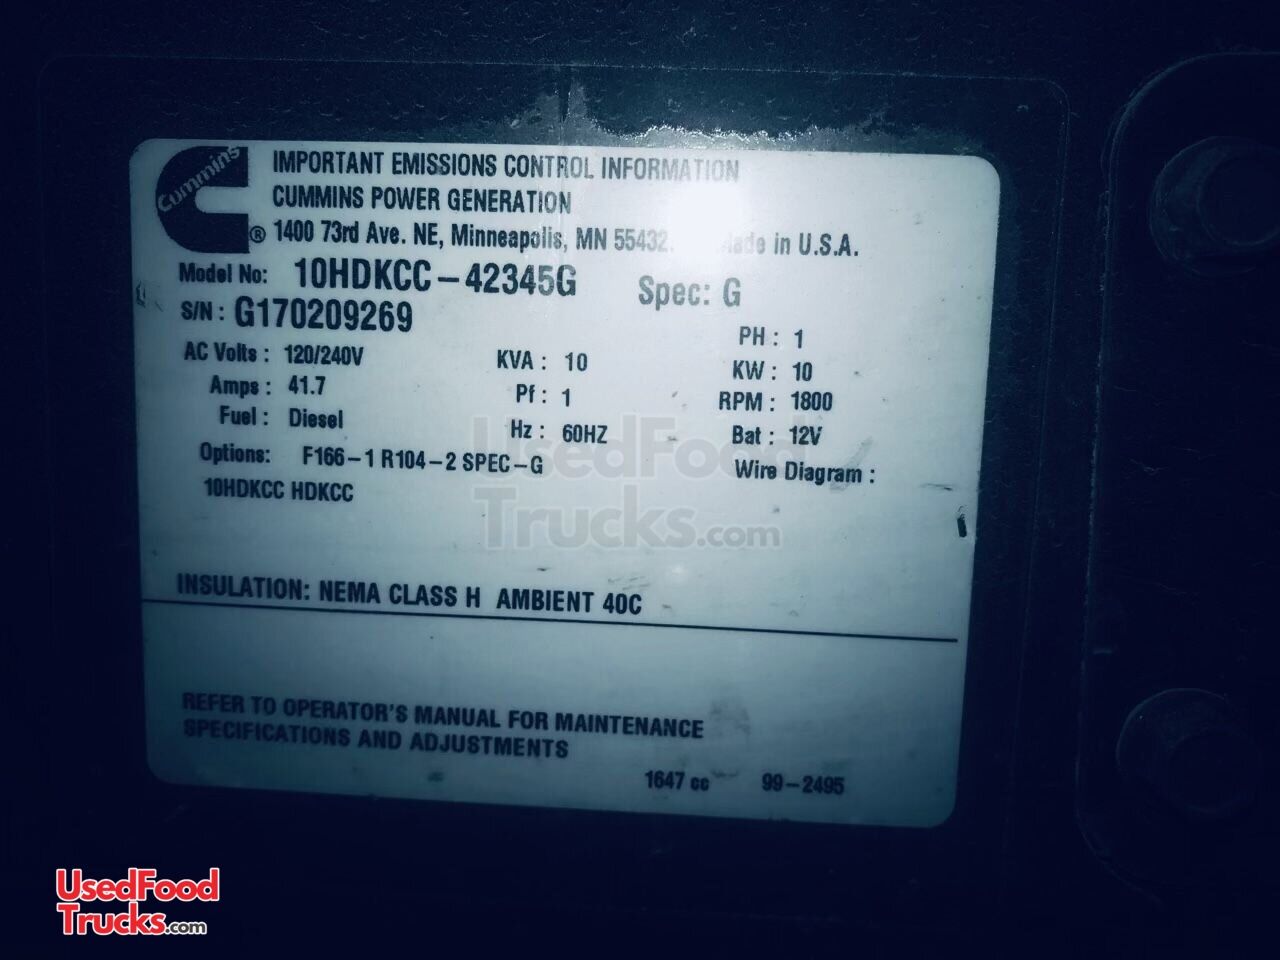 Cummins
®
IMPORTANT EMISSIONS CONTROL INFORMATION
CUMMINS POWER GENERATION
1400 73rd Ave. NE, Minneapolis, MN 55432. Made in U.S.A.
Model No: 10HDKCC-42345G Spec: G
S/N: G170209269 PH: 1
AC Volts: 120/240V KVA: 10 KW: 10
Amps: 41.7 Pf: 1 RPM: 1800
Fuel: Diesel Hz: 60HZ Bat: 12V
Options: F166-1 R104-2 SPEC-G Wire Diagram:
10HDKCC HDKCC
UsedFood
Trucks.com
INSULATION: NEMA CLASS H AMBIENT 40C
REFER TO OPERATOR'S MANUAL FOR MAINTENANCE
SPECIFICATIONS AND ADJUSTMENTS
1647 cc 99-2495
UsedFood
Trucks.com